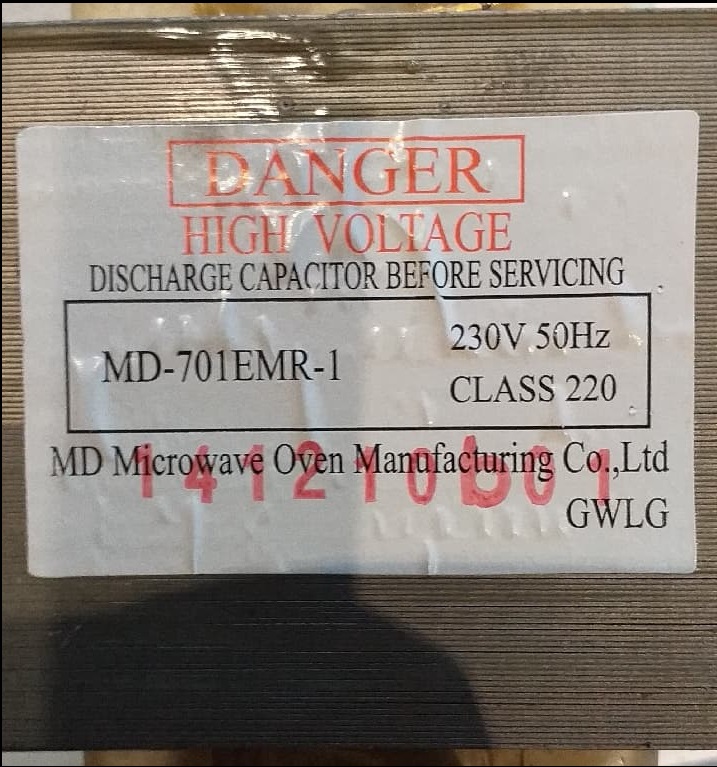 DANGER
HIGH VOLTAGE
DISCHARGE CAPACITOR BEFORE SERVICING
MD-701EMR-1
230V 50Hz
CLASS 220
MD Microwave Oven Manufacturing Co.,Ltd
141210b01
GWLG